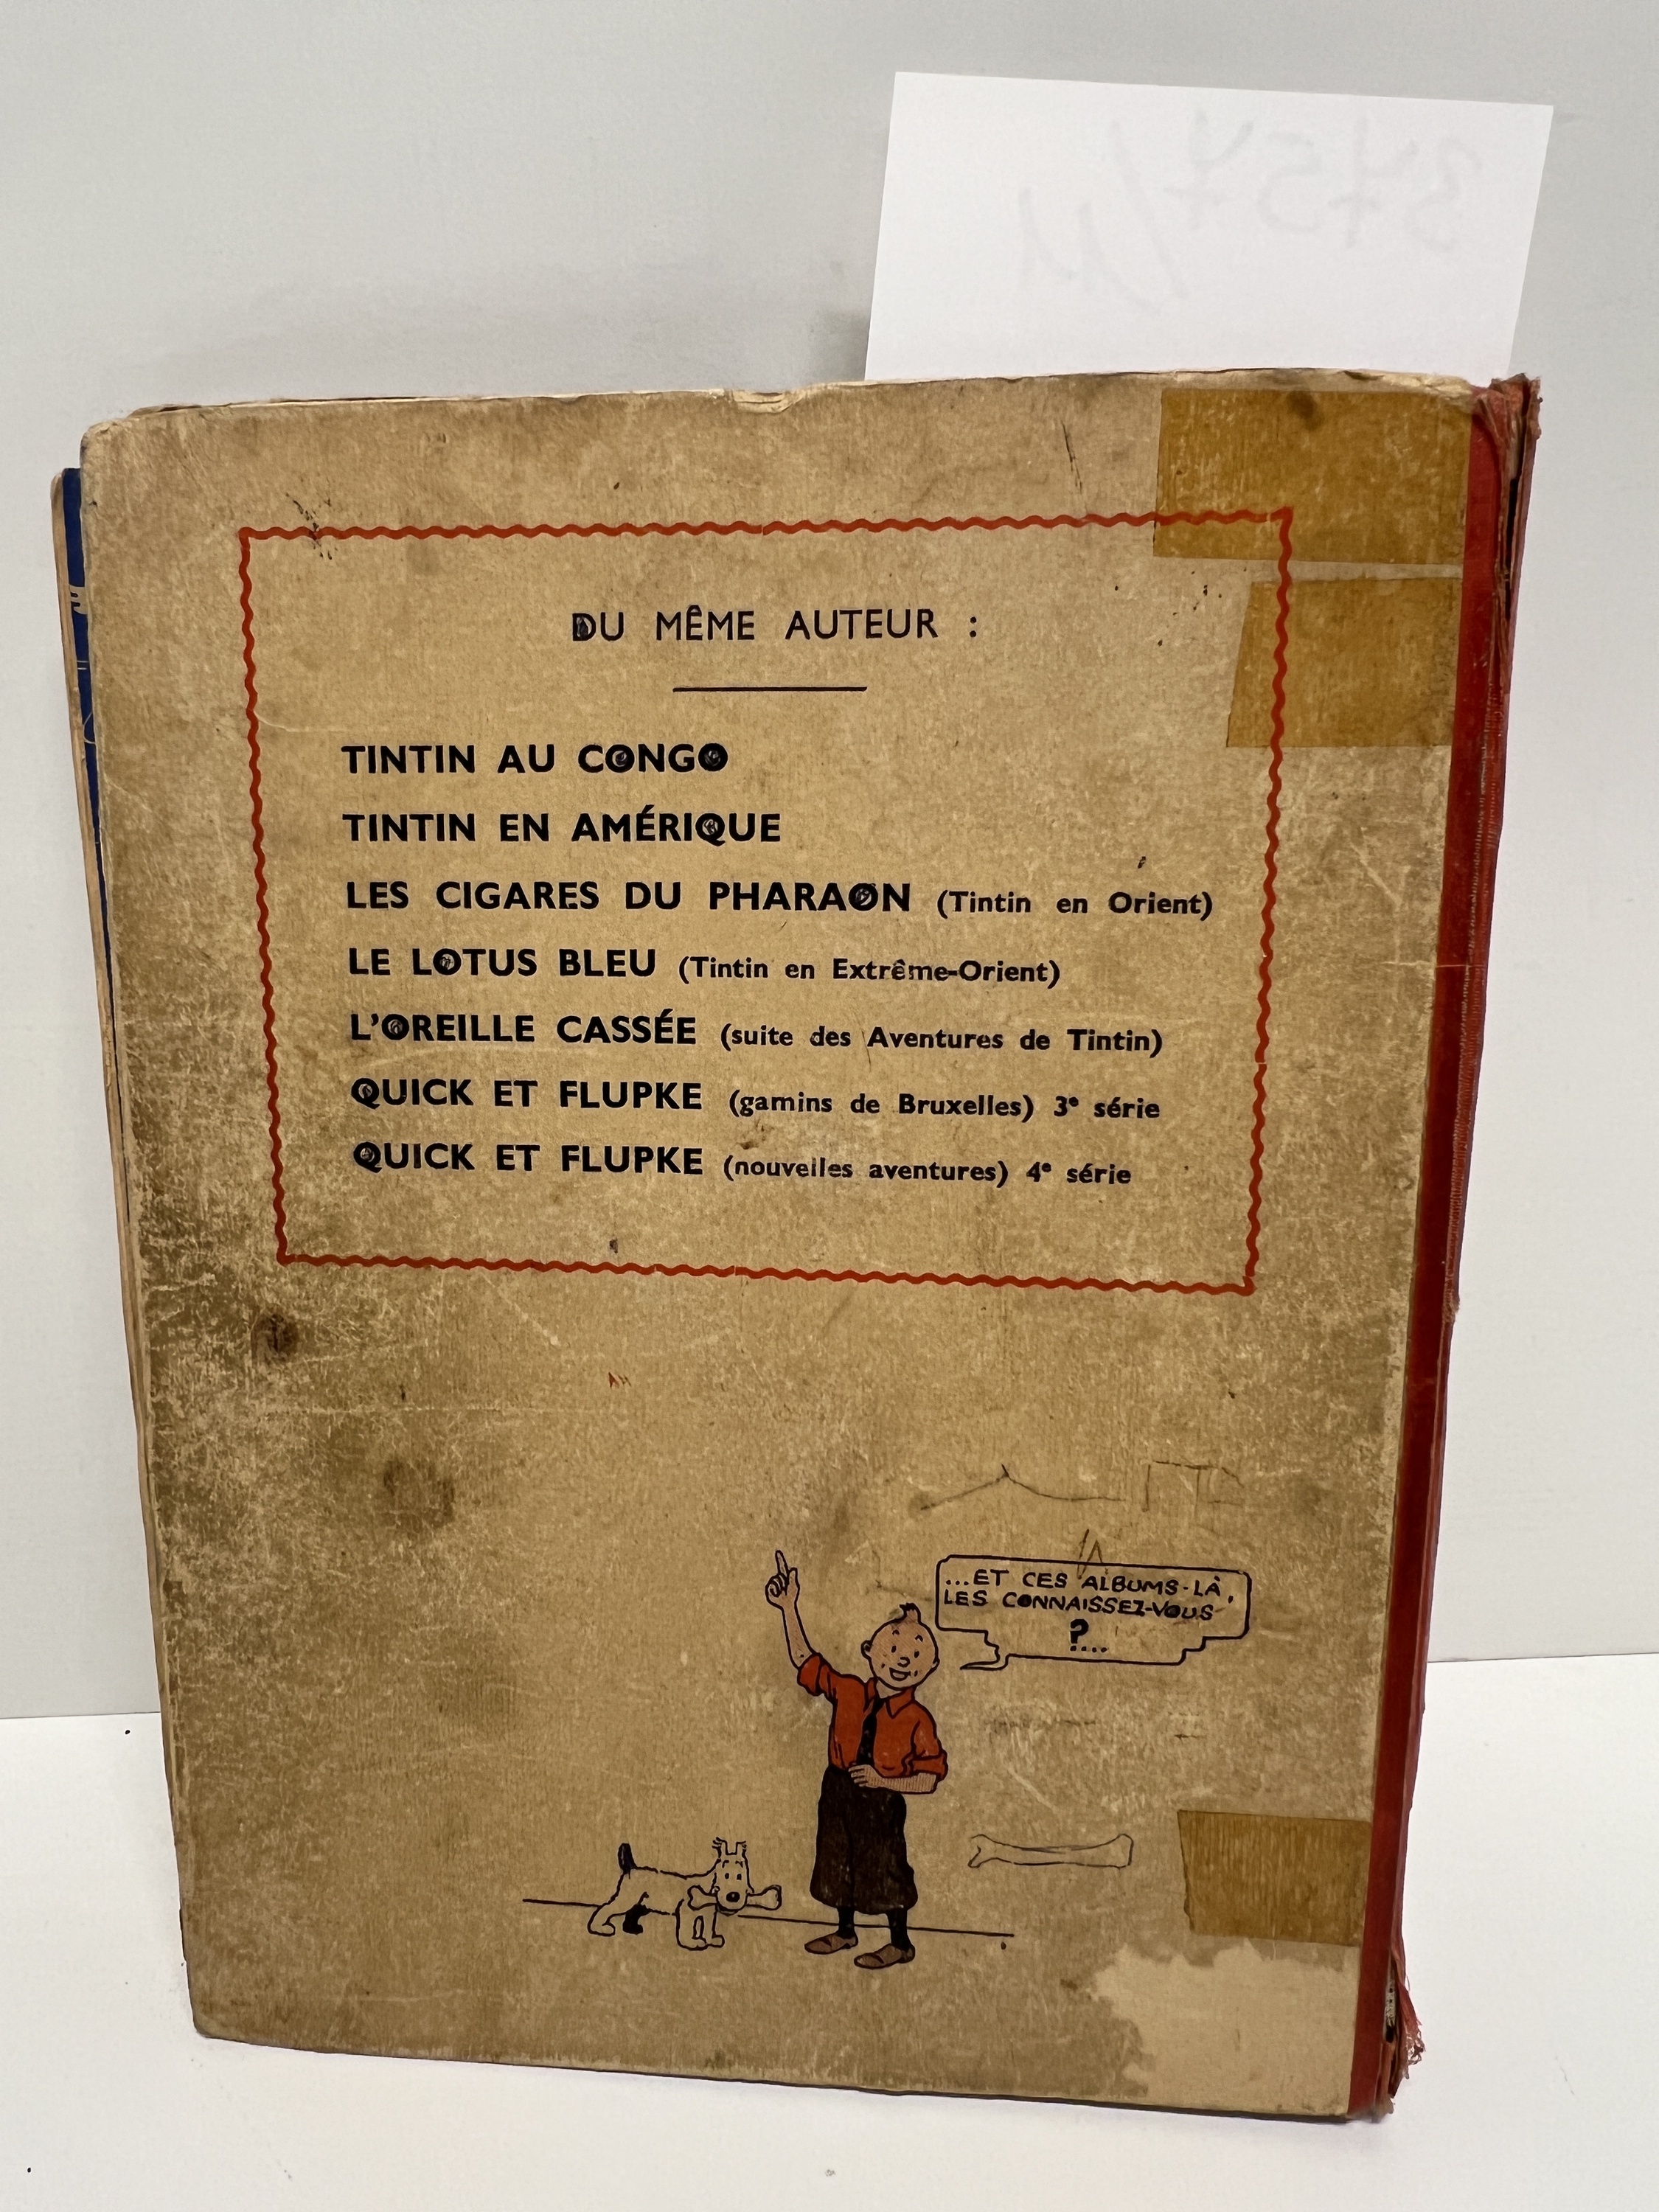 DU MÊME AUTEUR :
TINTIN AU CONGO
TINTIN EN AMÉRIQUE
LES CIGARES DU PHARAON (Tintin en Orient)
LE LOTUS BLEU (Tintin en Extrême-Orient)
L'OREILLE CASSÉE (suite des Aventures de Tintin)
QUICK ET FLUPKE (gamins de Bruxelles) 3e série
QUICK ET FLUPKE (nouvelles aventures) 4e série
...ET CES ALBUMS-LÀ,
LES CONNAISSEZ-VOUS
?...